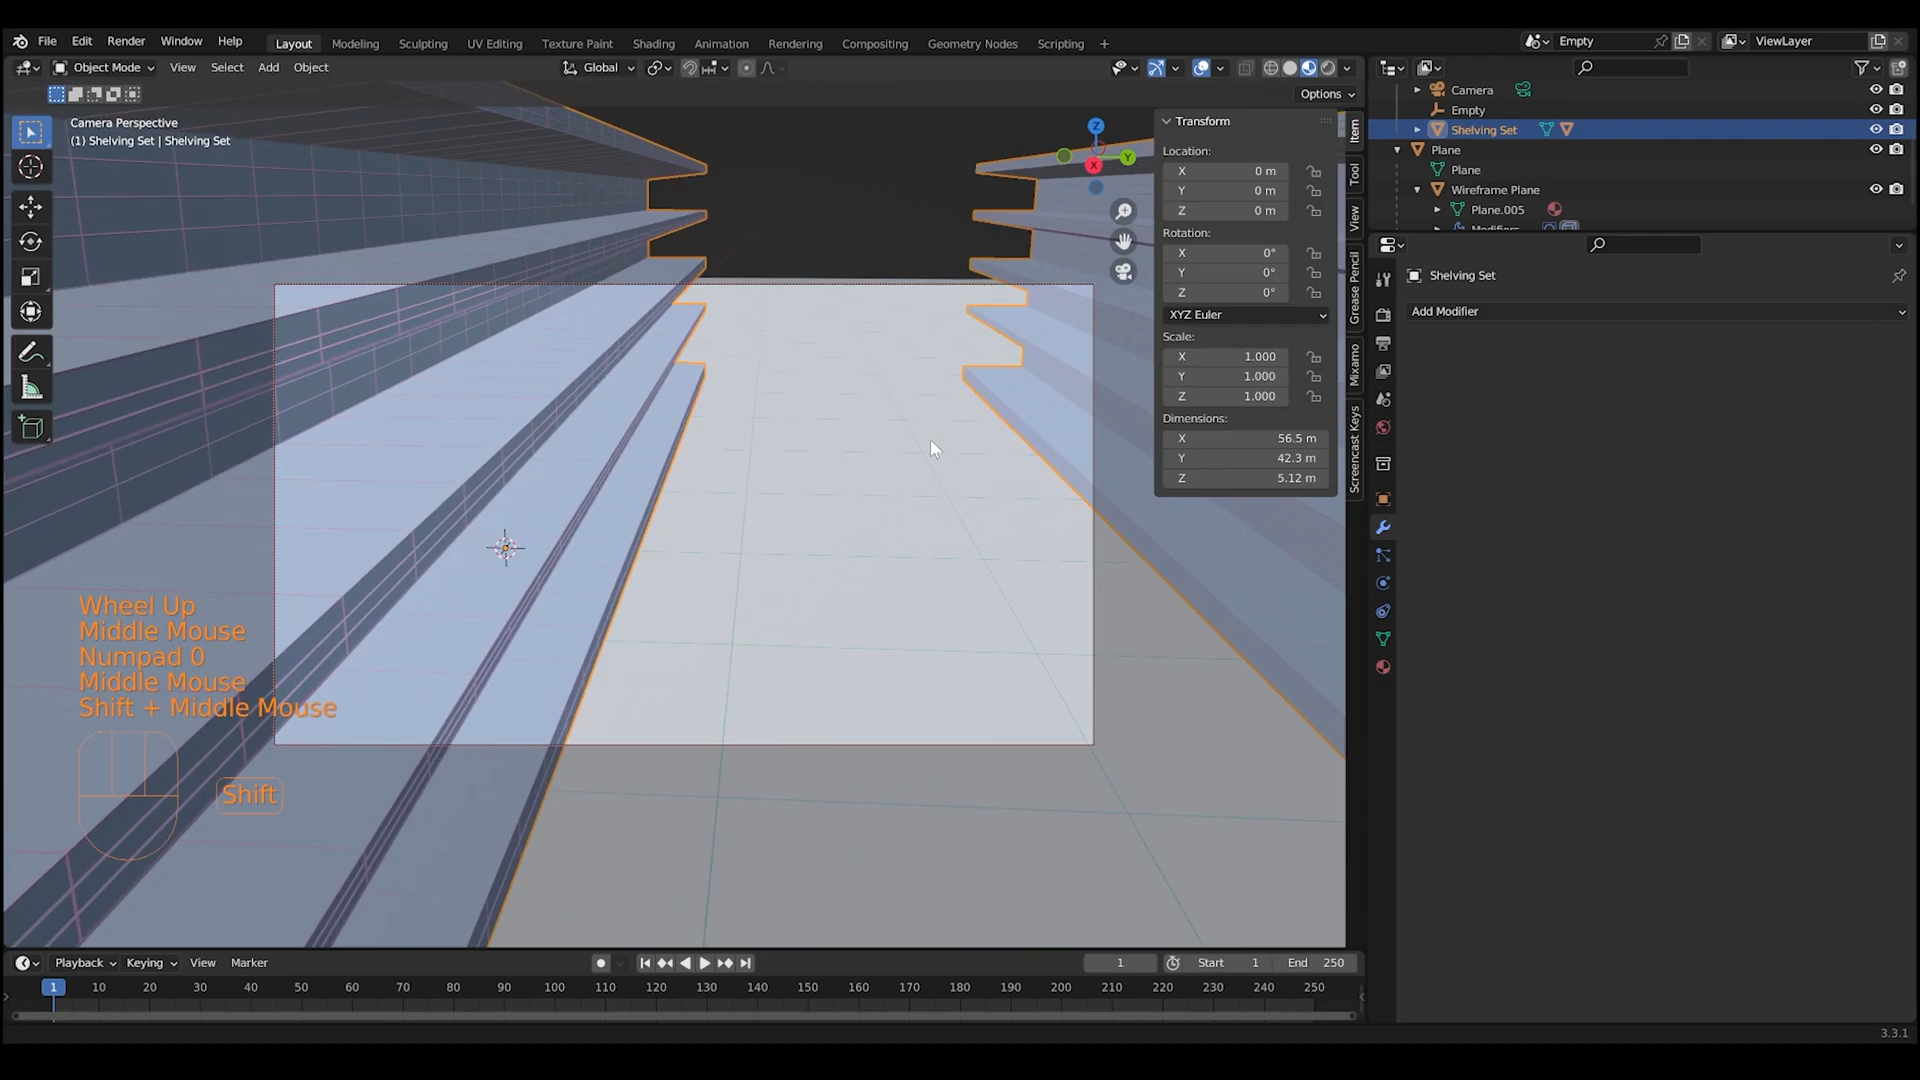 File Edit Render Window Help Layout Modeling Sculpting UV Editing Texture Paint Shading Animation Rendering Compositing Geometry Nodes Scripting + Empty ViewLayer
Object Mode View Select Add Object Global
Options
Camera Perspective
(1) Shelving Set | Shelving Set
Z
Y
X
Transform
Location:
X 0 m
Y 0 m
Z 0 m
Rotation:
X 0°
Y 0°
Z 0°
XYZ Euler
Scale:
X 1.000
Y 1.000
Z 1.000
Dimensions:
X 56.5 m
Y 42.3 m
Z 5.12 m
Item
Tool
View
Grease Pencil
Mixamo
Screencast Keys
Camera
Empty
Shelving Set
Plane
Plane
Wireframe Plane
Plane.005
Shelving Set
Add Modifier
Wheel Up
Middle Mouse
Numpad 0
Middle Mouse
Shift + Middle Mouse
Shift
Playback Keying View Marker 1 Start 1 End 250
1 10 20 30 40 50 60 70 80 90 100 110 120 130 140 150 160 170 180 190 200 210 220 230 240 250
3.3.1